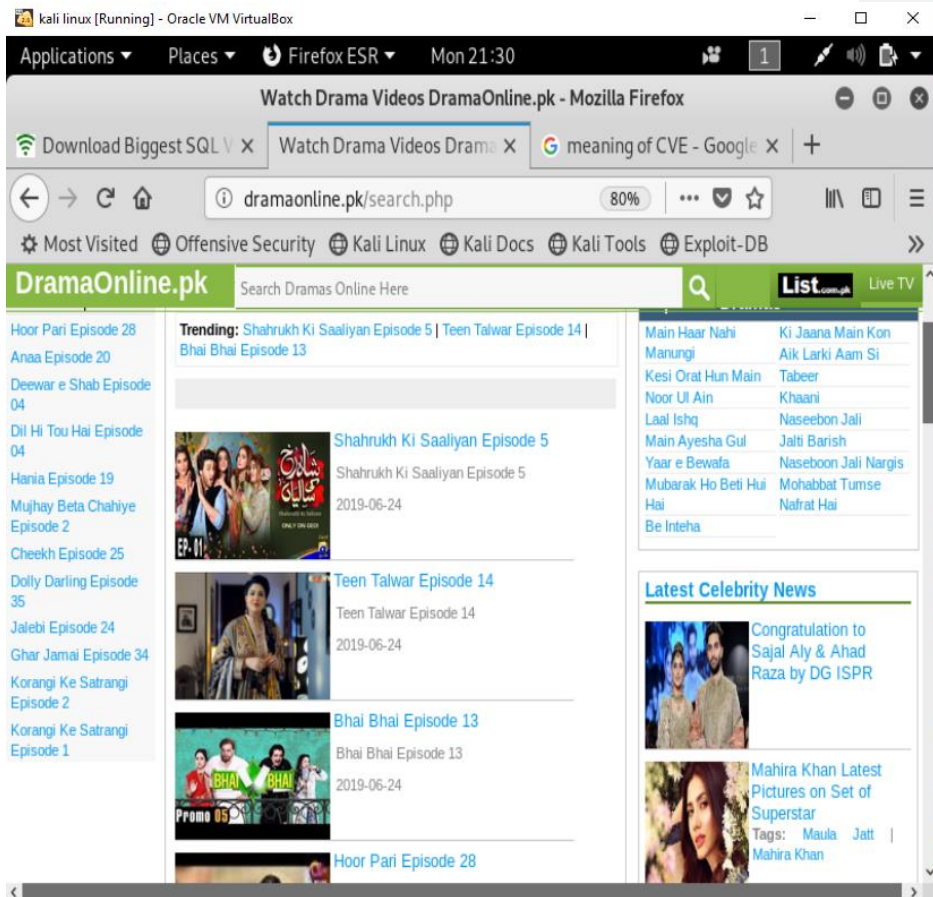 kali linux [Running] - Oracle VM VirtualBox
Applications Places Firefox ESR Mon 21:30 1
Watch Drama Videos DramaOnline.pk - Mozilla Firefox
Download Biggest SQL V Watch Drama Videos Drama meaning of CVE - Google
dramaonline.pk/search.php 80%
Most Visited Offensive Security Kali Linux Kali Docs Kali Tools Exploit-DB
DramaOnline.pk
Search Dramas Online Here
List.com.pk
Live TV
Hoor Pari Episode 28
Anaa Episode 20
Deewar e Shab Episode
04
Dil Hi Tou Hai Episode
04
Hania Episode 19
Mujhay Beta Chahiye
Episode 2
Cheekh Episode 25
Dolly Darling Episode
35
Jalebi Episode 24
Ghar Jamai Episode 34
Korangi Ke Satrangi
Episode 2
Korangi Ke Satrangi
Episode 1
Trending: Shahrukh Ki Saaliyan Episode 5 | Teen Talwar Episode 14 |
Bhai Bhai Episode 13
شاہ رخ کی سالیاں
ONLY ON GEO
EP-01
Shahrukh Ki Saaliyan Episode 5
Shahrukh Ki Saaliyan Episode 5
2019-06-24
Teen Talwar Episode 14
Teen Talwar Episode 14
2019-06-24
BHAI BHAI
Promo 05
Bhai Bhai Episode 13
Bhai Bhai Episode 13
2019-06-24
Hoor Pari Episode 28
Main Haar Nahi
Manungi
Kesi Orat Hun Main
Noor Ul Ain
Laal Ishq
Main Ayesha Gul
Yaar e Bewafa
Mubarak Ho Beti Hui
Hai
Be Inteha
Ki Jaana Main Kon
Aik Larki Aam Si
Tabeer
Khaani
Naseebon Jali
Jalti Barish
Naseboon Jali Nargis
Mohabbat Tumse
Nafrat Hai
Latest Celebrity News
Congratulation to
Sajal Aly & Ahad
Raza by DG ISPR
Mahira Khan Latest
Pictures on Set of
Superstar
Tags: Maula Jatt |
Mahira Khan